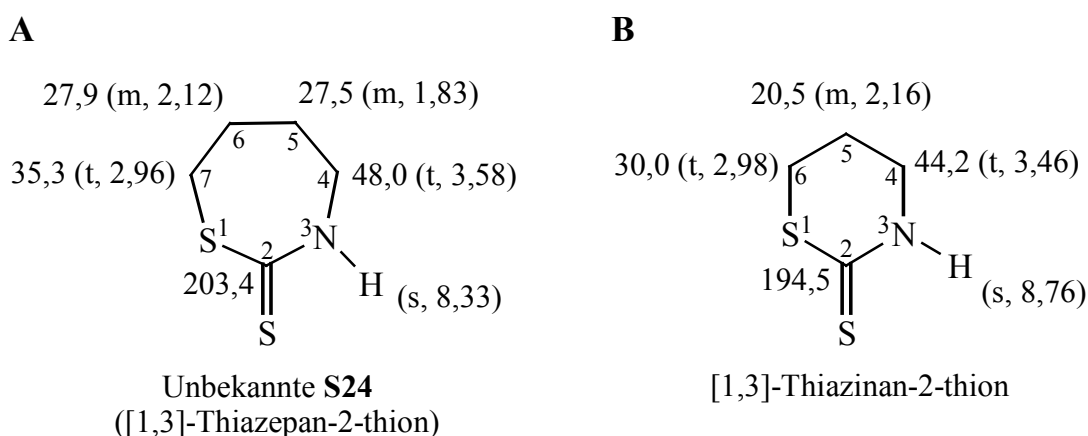 A
B
27,9 (m, 2,12)
27,5 (m, 1,83)
20,5 (m, 2,16)
6
5
5
35,3 (t, 2,96)
7
4
48,0 (t, 3,58)
30,0 (t, 2,98)
6
4
44,2 (t, 3,46)
S 1
3 N
S 1
3 N
2
2
203,4
H
194,5
H
(s, 8,33)
(s, 8,76)
S
S
Unbekannte S24
([1,3]-Thiazepan-2-thion)
[1,3]-Thiazinan-2-thion